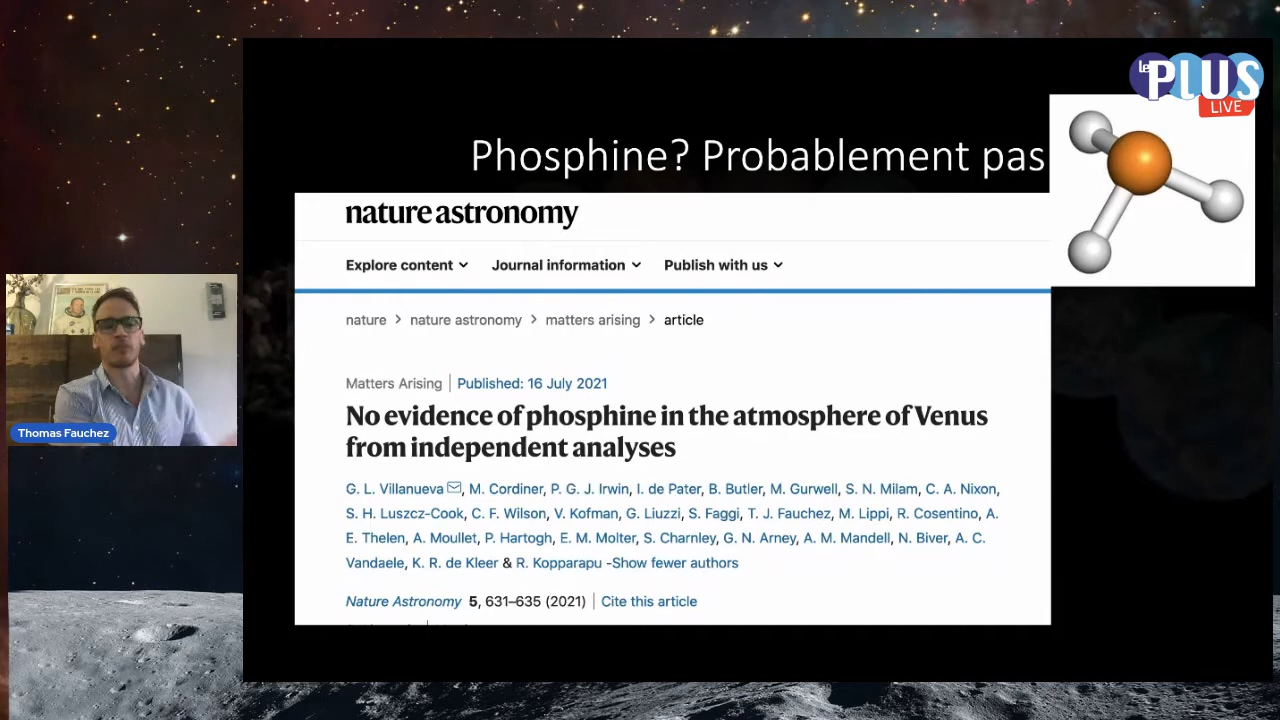 le PLUS
LIVE
Phosphine? Probablement pas
nature astronomy
Explore content Journal information Publish with us
nature > nature astronomy > matters arising > article
Matters Arising | Published: 16 July 2021
No evidence of phosphine in the atmosphere of Venus
from independent analyses
G. L. Villanueva, M. Cordiner, P. G. J. Irwin, I. de Pater, B. Butler, M. Gurwell, S. N. Milam, C. A. Nixon,
S. H. Luszcz-Cook, C. F. Wilson, V. Kofman, G. Liuzzi, S. Faggi, T. J. Fauchez, M. Lippi, R. Cosentino, A.
E. Thelen, A. Moullet, P. Hartogh, E. M. Molter, S. Charnley, G. N. Arney, A. M. Mandell, N. Biver, A. C.
Vandaele, K. R. de Kleer & R. Kopparapu -Show fewer authors
Nature Astronomy 5, 631–635 (2021) | Cite this article
Thomas Fauchez